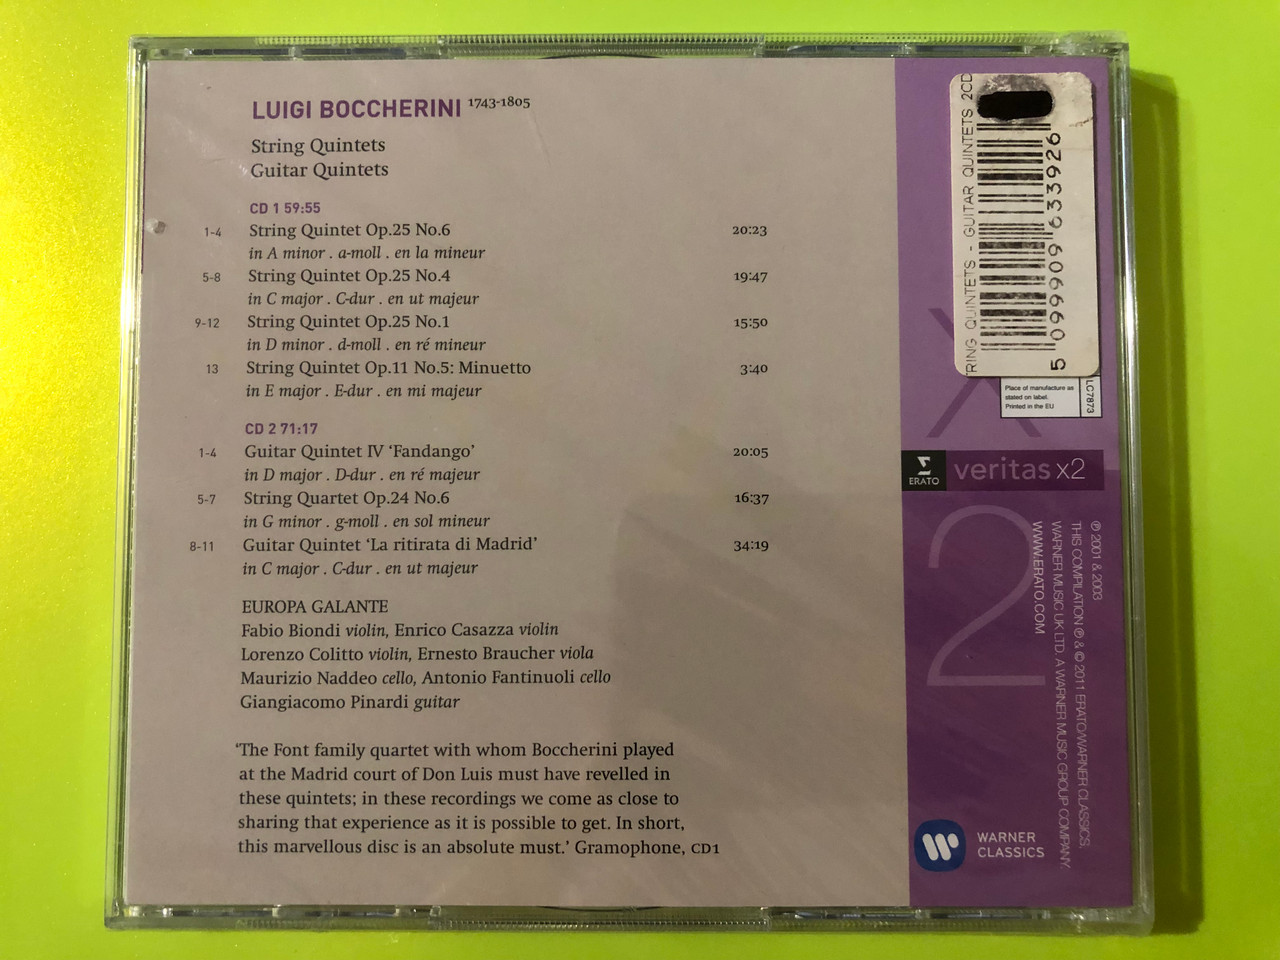 LUIGI BOCCHERINI 1743-1805
String Quintets
Guitar Quintets
CD 1 59:55
1-4 String Quintet Op.25 No.6 20:23
in A minor . a-moll . en la mineur
5-8 String Quintet Op.25 No.4 19:47
in C major . C-dur . en ut majeur
9-12 String Quintet Op.25 No.1 15:50
in D minor . d-moll . en ré mineur
13 String Quintet Op.11 No.5: Minuetto 3:40
in E major . E-dur . en mi majeur
CD 2 71:17
1-4 Guitar Quintet IV ‘Fandango’ 20:05
in D major . D-dur . en ré majeur
5-7 String Quartet Op.24 No.6 16:37
in G minor . g-moll . en sol mineur
8-11 Guitar Quintet ‘La ritirata di Madrid’ 34:19
in C major . C-dur . en ut majeur
EUROPA GALANTE
Fabio Biondi violin, Enrico Casazza violin
Lorenzo Colitto violin, Ernesto Braucher viola
Maurizio Naddeo cello, Antonio Fantinuoli cello
Giangiacomo Pinardi guitar
‘The Font family quartet with whom Boccherini played
at the Madrid court of Don Luis must have revelled in
these quintets; in these recordings we come as close to
sharing that experience as it is possible to get. In short,
this marvellous disc is an absolute must.’ Gramophone, CD1
TRING QUINTETS - GUITAR QUINTETS 2CD
5 099909 633926
Place of manufacture as
stated on label.
Printed in the EU
LC7873
x
2
ERATO
veritas x2
℗ 2001 & 2003
THIS COMPILATION ℗ & © 2011 ERATO/WARNER CLASSICS,
WARNER MUSIC UK LTD. A WARNER MUSIC GROUP COMPANY.
WWW.ERATO.COM
WARNER
CLASSICS